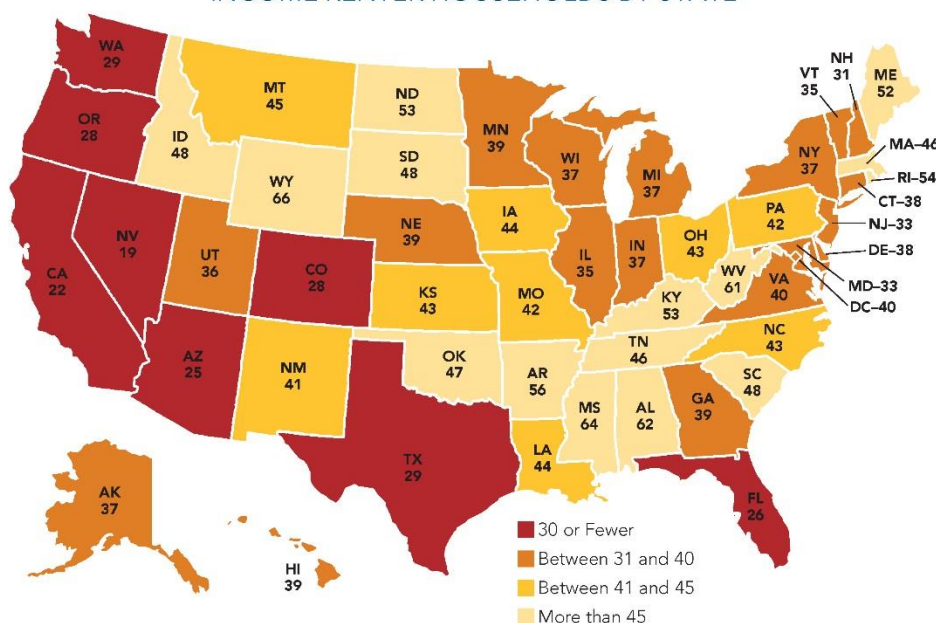 WA
29
MT
45
ND
53
MN
39
VT
35
NH
31
ME
52
OR
28
ID
48
WY
66
SD
48
WI
37
MI
37
NY
37
MA–46
RI–54
CT–38
NJ–33
DE–38
MD–33
DC–40
NV
19
UT
36
CO
28
NE
39
IA
44
IL
35
IN
37
OH
43
PA
42
CA
22
KS
43
MO
42
KY
53
WV
61
VA
40
AZ
25
NM
41
OK
47
AR
56
TN
46
NC
43
SC
48
MS
64
AL
62
GA
39
TX
29
LA
44
FL
26
AK
37
HI
39
30 or Fewer
Between 31 and 40
Between 41 and 45
More than 45